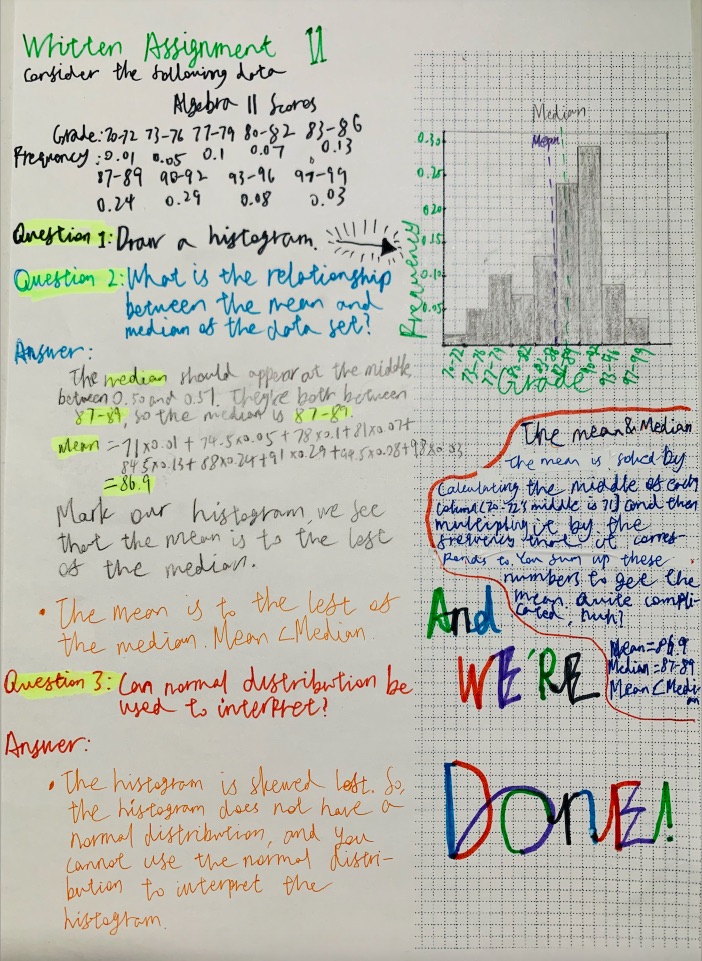 Written Assignment 11
Consider the following data
Algebra II Scores
Grade: 70-72 73-76 77-79 80-82 83-86
Frequency: 0.01 0.05 0.1 0.07 0.13
87-89 90-92 93-96 97-99
0.24 0.29 0.08 0.03
Question 1: Draw a histogram.
Question 2: What is the relationship
between the mean and
median of the data set?
Answer:
The median should appear at the middle,
between 0.50 and 0.51. They're both between
87-89, so the median is 87-89.
Mean = 71×0.01 + 74.5×0.05 + 78×0.1 + 81×0.07 +
84.5×0.13 + 88×0.24 + 91×0.29 + 94.5×0.08 + 98×0.03
= 86.9
Mark our histogram, we see
that the mean is to the left
of the median.
• The mean is to the left of
the median. Mean < Median.
Question 3: Can normal distribution be
used to interpret?
Answer:
• The histogram is skewed left. So,
the histogram does not have a
normal distribution, and you
cannot use the normal distri-
bution to interpret the
histogram.
Median
Mean
0.30
0.25
0.20
0.15
0.10
0.05
Frequency
70-72 73-76 77-79 80-82 83-86 87-89 90-92 93-96 97-99
Grade
The mean & Median
The mean is solved by
calculating the middle of each
column (70-72's middle is 71) and then
multiplying it by the
frequency that it corres-
ponds to. You sum up these
numbers to get the
mean. Quite compli-
cated, huh?
Mean = 86.9
Median = 87-89
Mean < Medi-
an
And
WE'RE
DONE!